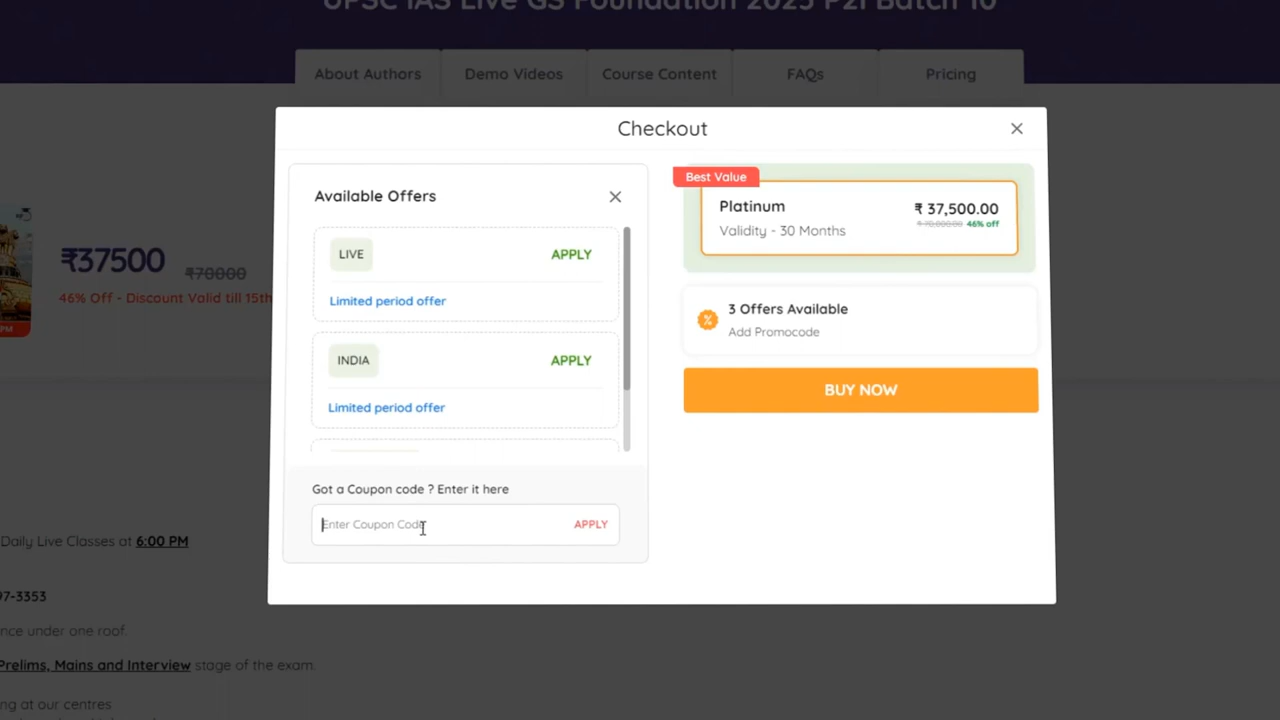 UPSC IAS Live GS Foundation 2025 P2I Batch 10
About Authors
Demo Videos
Course Content
FAQs
Pricing
Checkout
Available Offers
LIVE
APPLY
Limited period offer
INDIA
APPLY
Limited period offer
Got a Coupon code ? Enter it here
Enter Coupon Code
APPLY
Best Value
Platinum
₹ 37,500.00
Validity - 30 Months
₹ 70,000.00 46% off
3 Offers Available
Add Promocode
BUY NOW
PM
₹37500
₹70000
46% Off - Discount Valid till 15th
Daily Live Classes at 6:00 PM
97-3353
nce under one roof.
Prelims, Mains and Interview stage of the exam.
ng at our centres